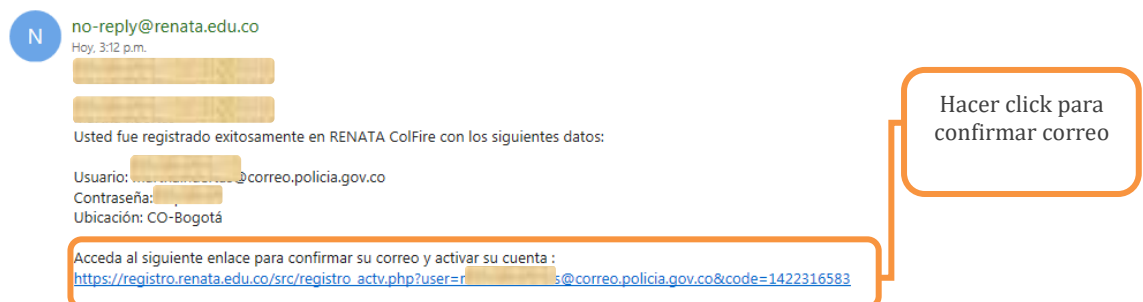 N
no-reply@renata.edu.co
Hoy, 3:12 p.m.
Usted fue registrado exitosamente en RENATA ColFire con los siguientes datos:
Usuario: @correo.policia.gov.co
Contraseña:
Ubicación: CO-Bogotá
Acceda al siguiente enlace para confirmar su correo y activar su cuenta :
https://registro.renata.edu.co/src/registro_actv.php?user= s@correo.policia.gov.co&code=1422316583
Hacer click para
confirmar correo